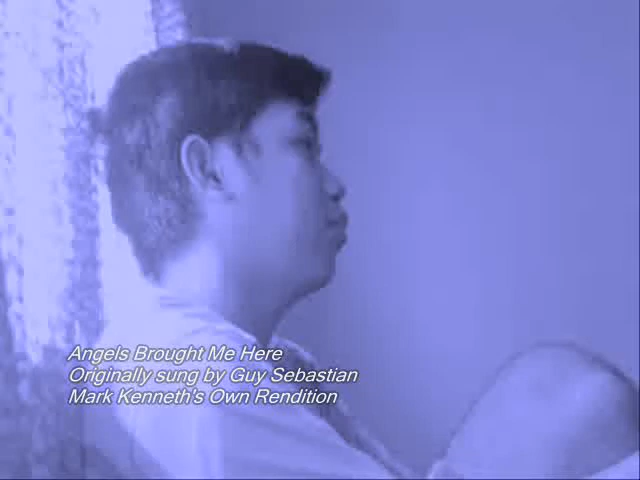 Angels Brought Me Here
Originally sung by Guy Sebastian
Mark Kenneth's Own Rendition